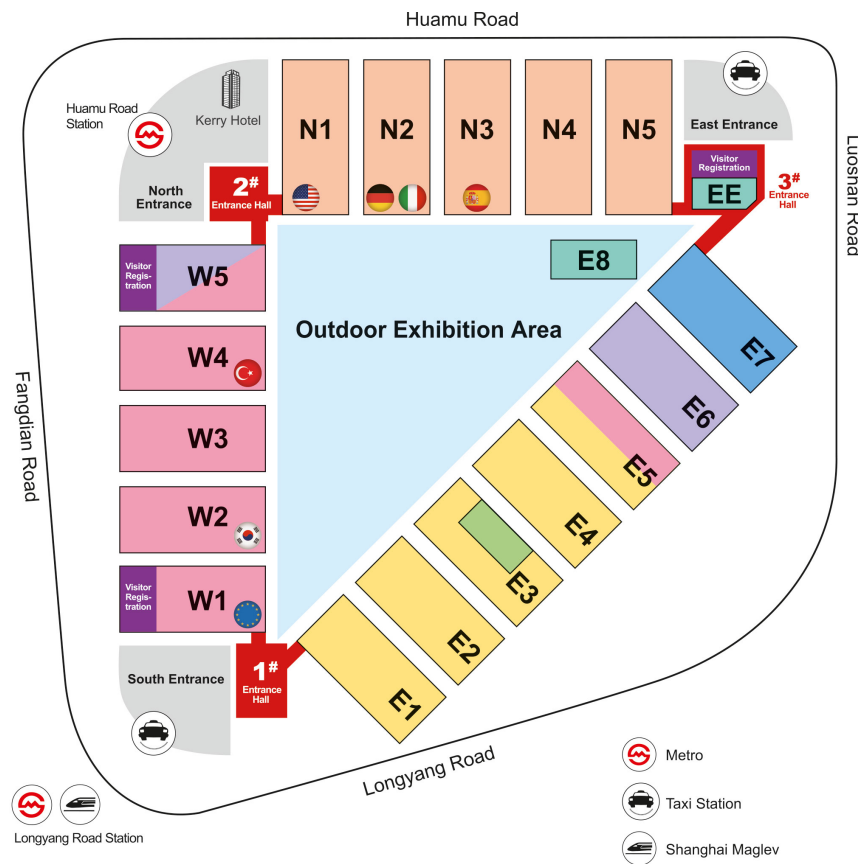 Huamu Road
Huamu Road
Station
Kerry Hotel
North
Entrance
2#
Entrance Hall
N1
N2
N3
N4
N5
East Entrance
Visitor
Registration
EE
3#
Entrance
Hall
Luosnan Road
Visitor
Regis-
tration
W5
W4
W3
W2
Visitor
Regis-
tration
W1
Fangdian Road
Outdoor Exhibition Area
E8
E7
E6
E5
E4
E3
E2
E1
South Entrance
1#
Entrance
Hall
Longyang Road
Longyang Road Station
Metro
Taxi Station
Shanghai Maglev